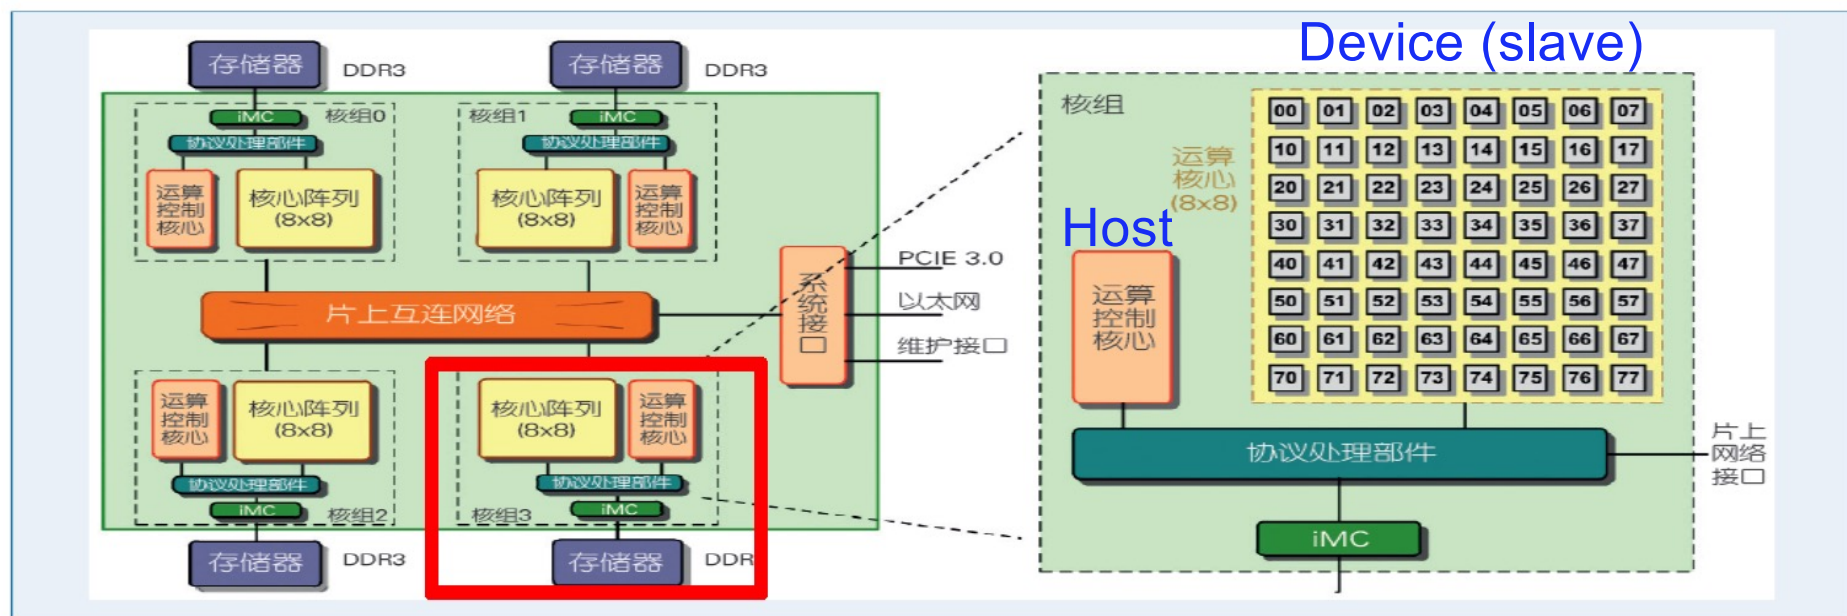 存储器
DDR3
iMC
核组0
协议处理部件
运算
控制
核心
核心阵列
(8x8)
存储器
DDR3
核组1
iMC
协议处理部件
核心阵列
(8x8)
运算
控制
核心
片上互连网络
系统接口
PCIE 3.0
以太网
维护接口
运算
控制
核心
核心阵列
(8x8)
协议处理部件
iMC
核组2
存储器
DDR3
核心阵列
(8x8)
运算
控制
核心
协议处理部件
核组3
iMC
存储器
DDR
Device (slave)
核组
运算
核心
(8x8)
00 01 02 03 04 05 06 07
10 11 12 13 14 15 16 17
20 21 22 23 24 25 26 27
30 31 32 33 34 35 36 37
40 41 42 43 44 45 46 47
50 51 52 53 54 55 56 57
60 61 62 63 64 65 66 67
70 71 72 73 74 75 76 77
Host
运算
控制
核心
协议处理部件
片上
网络
接口
iMC